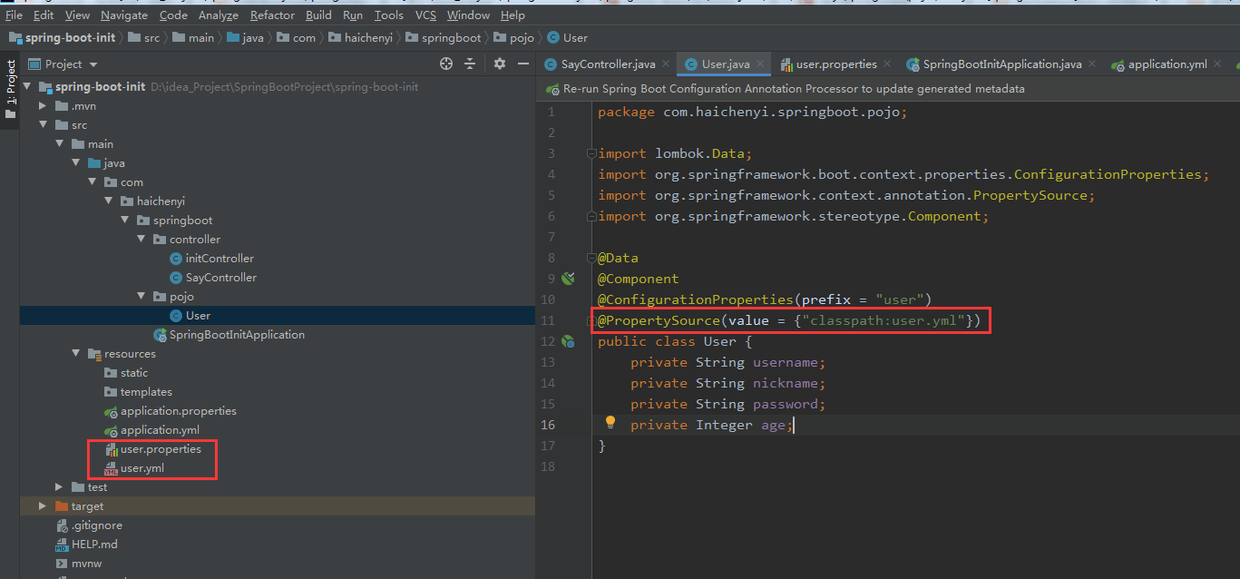 File Edit View Navigate Code Analyze Refactor Build Run Tools VCS Window Help
spring-boot-init src main java com haichenyi springboot pojo User
1: Project
Project
SayController.java User.java user.properties SpringBootInitApplication.java application.yml
spring-boot-init D:\idea_Project\SpringBootProject\spring-boot-init
.mvn
src
main
java
com
haichenyi
springboot
controller
initController
SayController
pojo
User
SpringBootInitApplication
resources
static
templates
application.properties
application.yml
user.properties
user.yml
test
target
.gitignore
HELP.md
mvnw
Re-run Spring Boot Configuration Annotation Processor to update generated metadata
1 package com.haichenyi.springboot.pojo;
2
3 import lombok.Data;
4 import org.springframework.boot.context.properties.ConfigurationProperties;
5 import org.springframework.context.annotation.PropertySource;
6 import org.springframework.stereotype.Component;
7
8 @Data
9 @Component
10 @ConfigurationProperties(prefix = "user")
11 @PropertySource(value = {"classpath:user.yml"})
12 public class User {
13 private String username;
14 private String nickname;
15 private String password;
16 private Integer age;
17 }
18